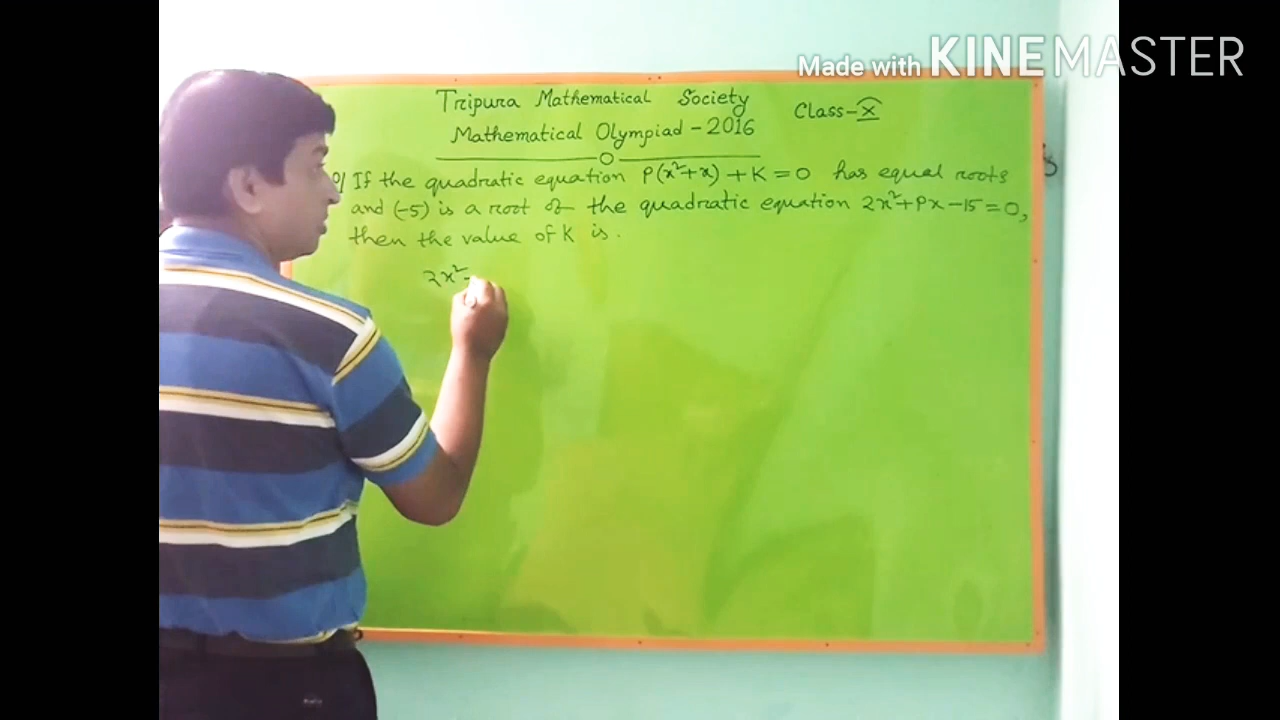 Made with KINEMASTER
Tripura Mathematical Society
Class-X
Mathematical Olympiad - 2016
If the quadratic equation P(x²+x) + K = 0 has equal roots
and (-5) is a root of the quadratic equation 2x²+Px-15=0,
then the value of K is.
2x²-